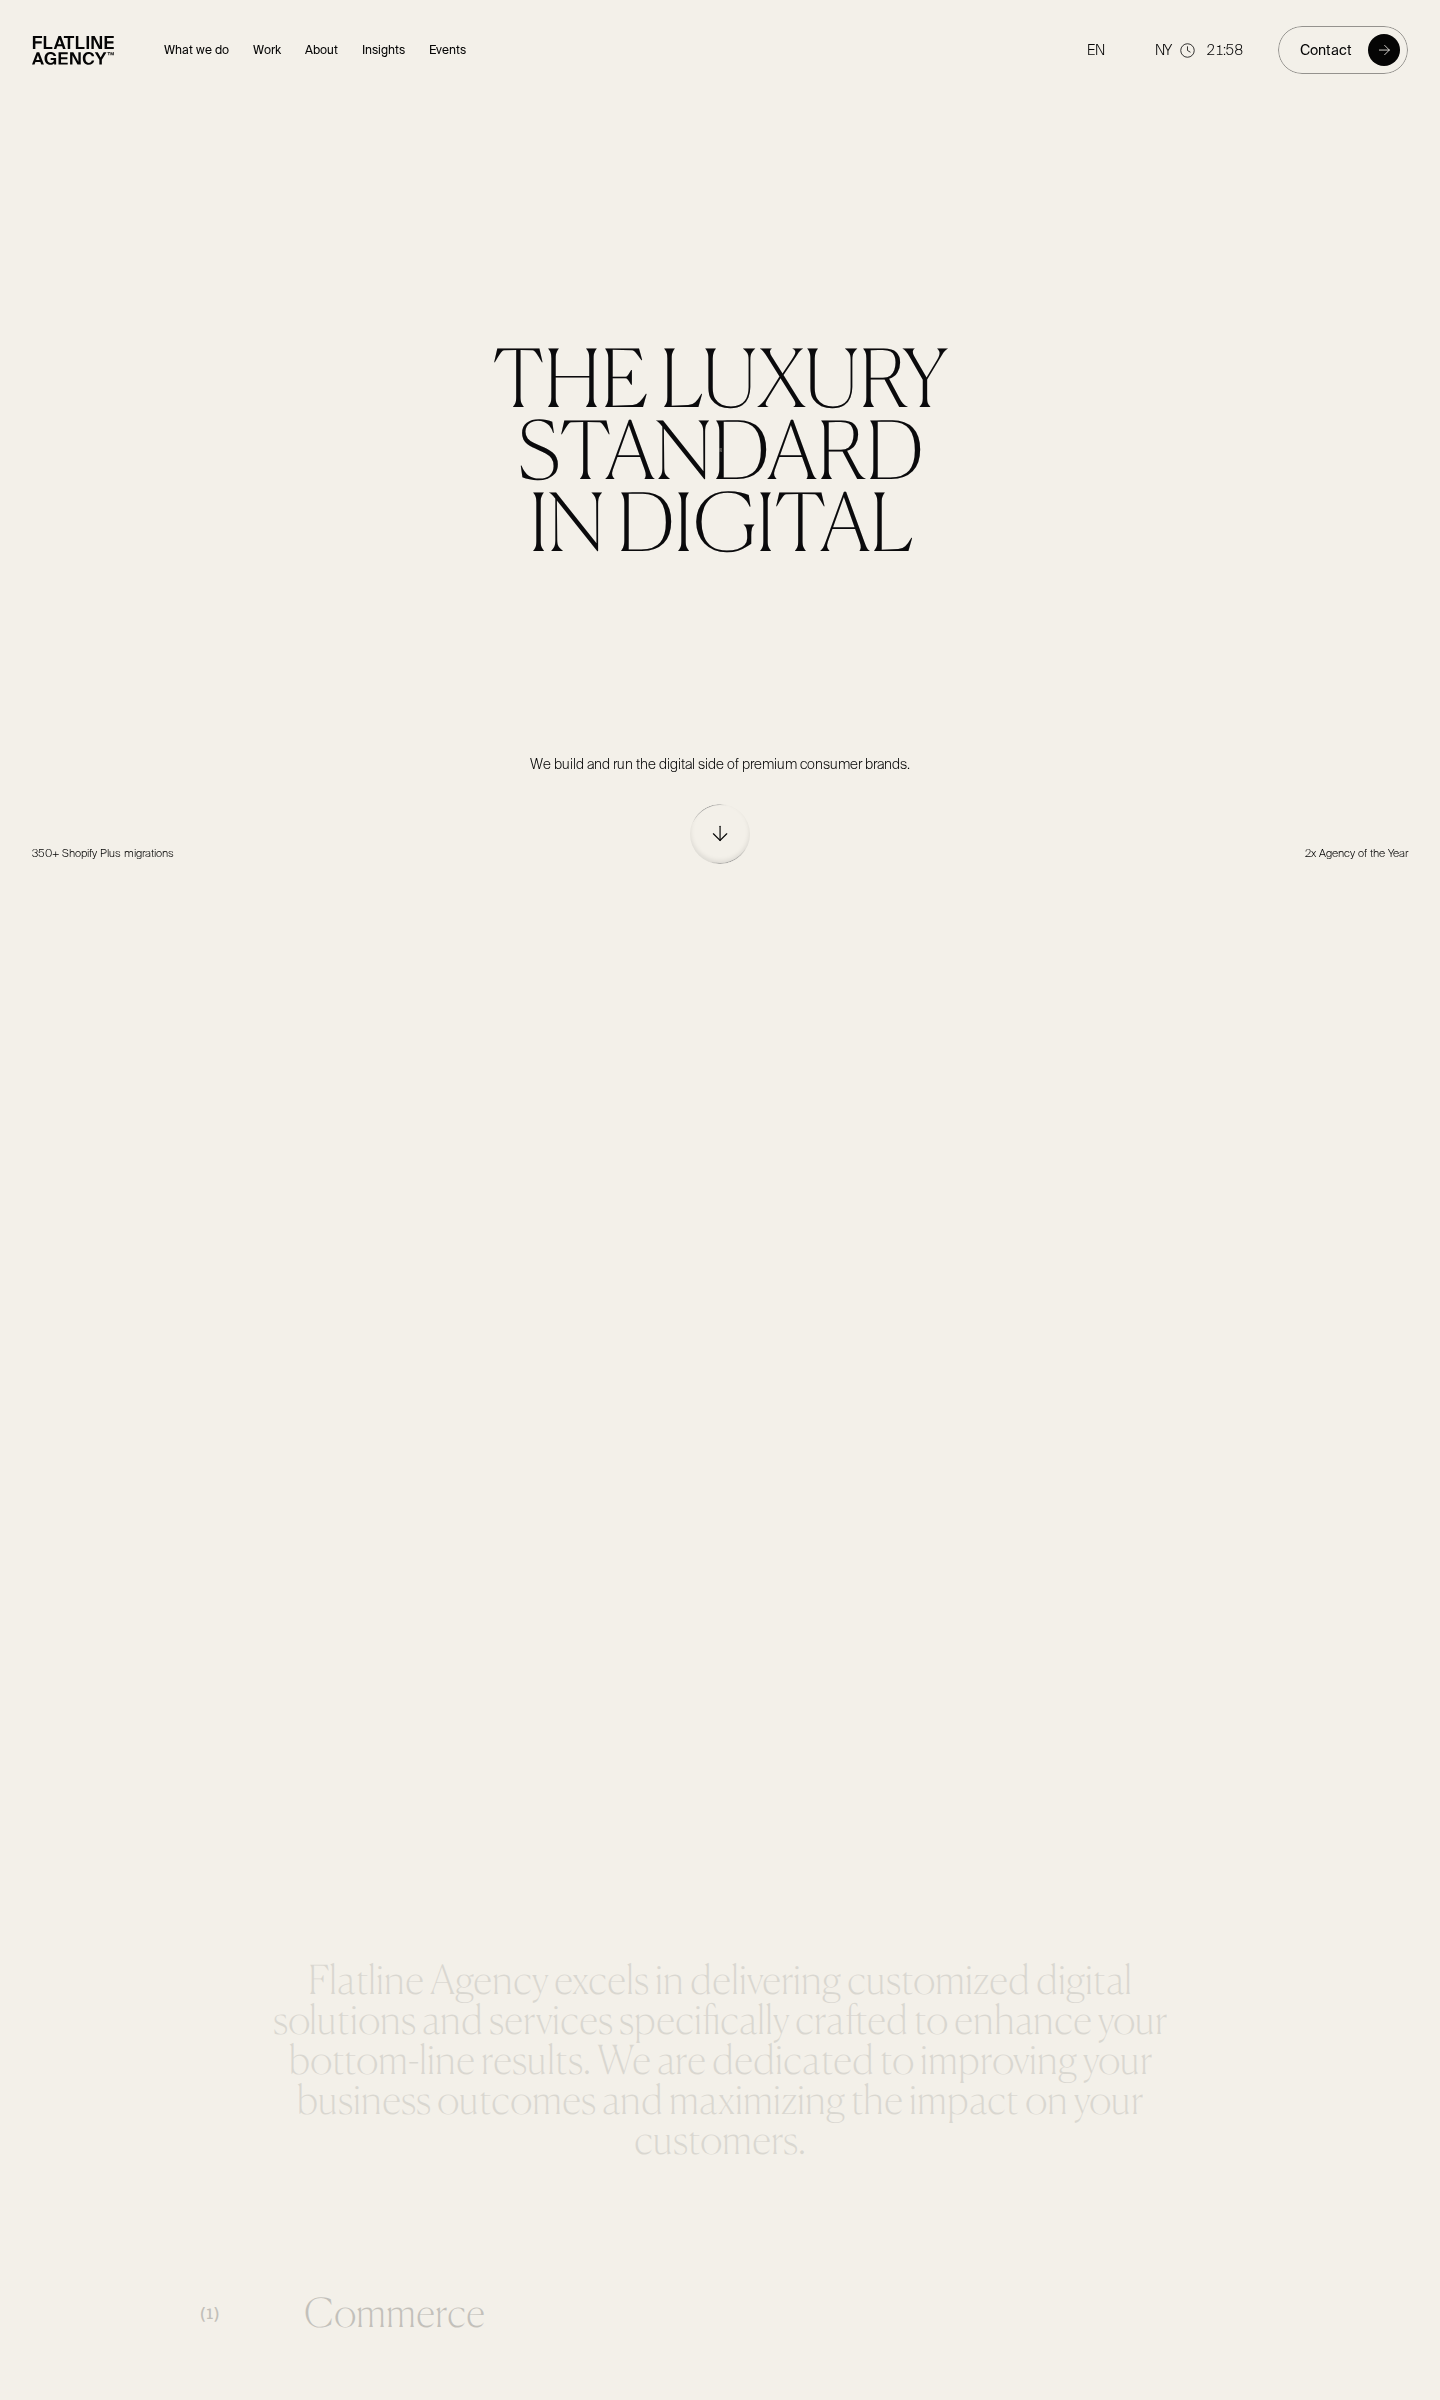 FLATLINE
AGENCY™
What we do
Work
About
Insights
Events
EN
NY
21:58
Contact
THE LUXURY
STANDARD
IN DIGITAL
We build and run the digital side of premium consumer brands.
350+ Shopify Plus migrations
2x Agency of the Year
Flatline Agency excels in delivering customized digital
solutions and services specifically crafted to enhance your
bottom-line results. We are dedicated to improving your
business outcomes and maximizing the impact on your
customers.
(1)
Commerce